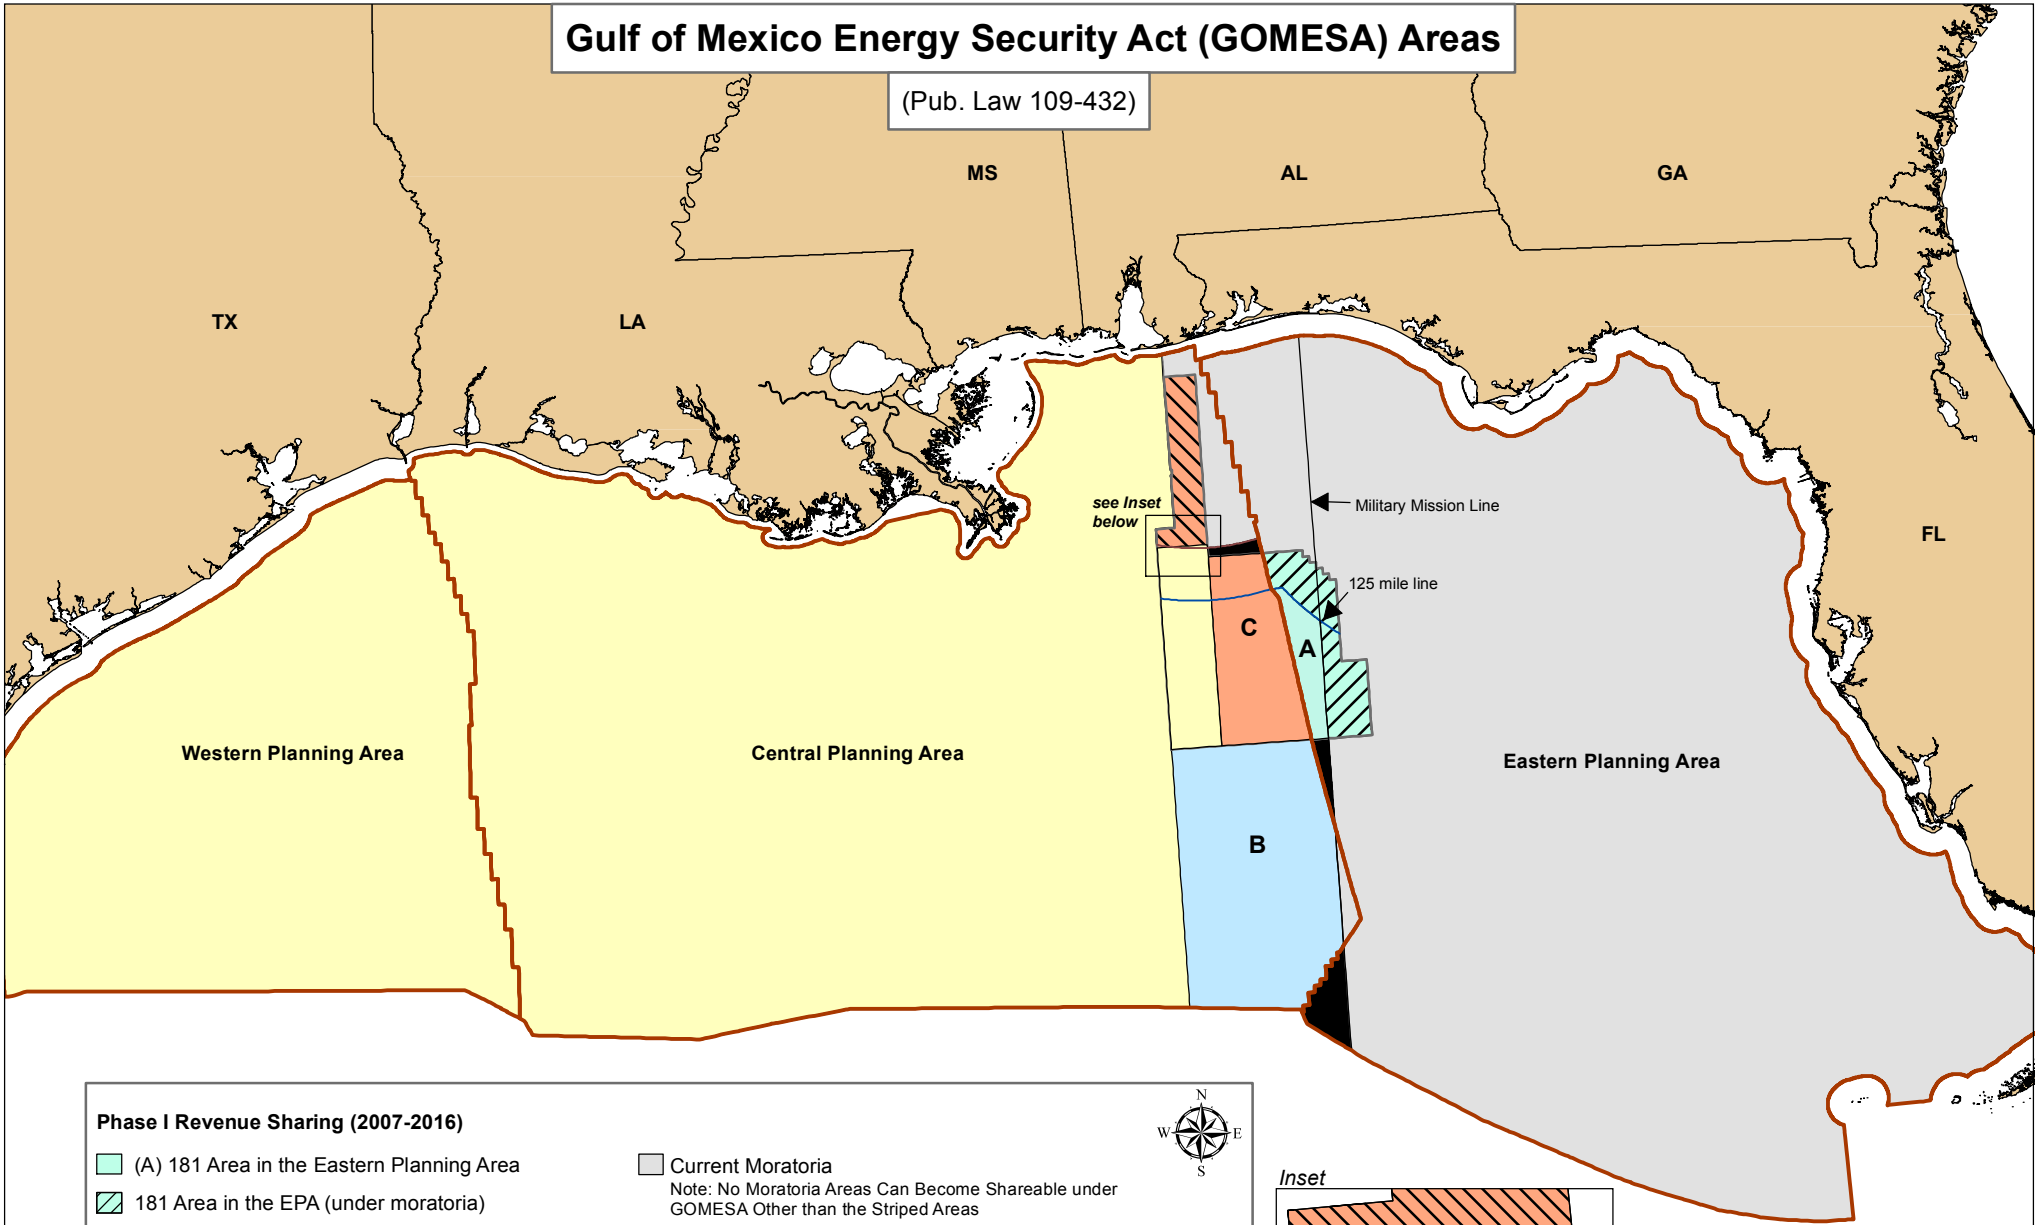 Gulf of Mexico Energy Security Act (GOMESA) Areas
(Pub. Law 109-432)
MS
AL
GA
TX
LA
FL
see Inset
below
Military Mission Line
125 mile line
C
A
Western Planning Area
Central Planning Area
Eastern Planning Area
B
Phase I Revenue Sharing (2007-2016)
(A) 181 Area in the Eastern Planning Area
181 Area in the EPA (under moratoria)
Current Moratoria
Note: No Moratoria Areas Can Become Shareable under
GOMESA Other than the Striped Areas
N
W
E
S
Inset